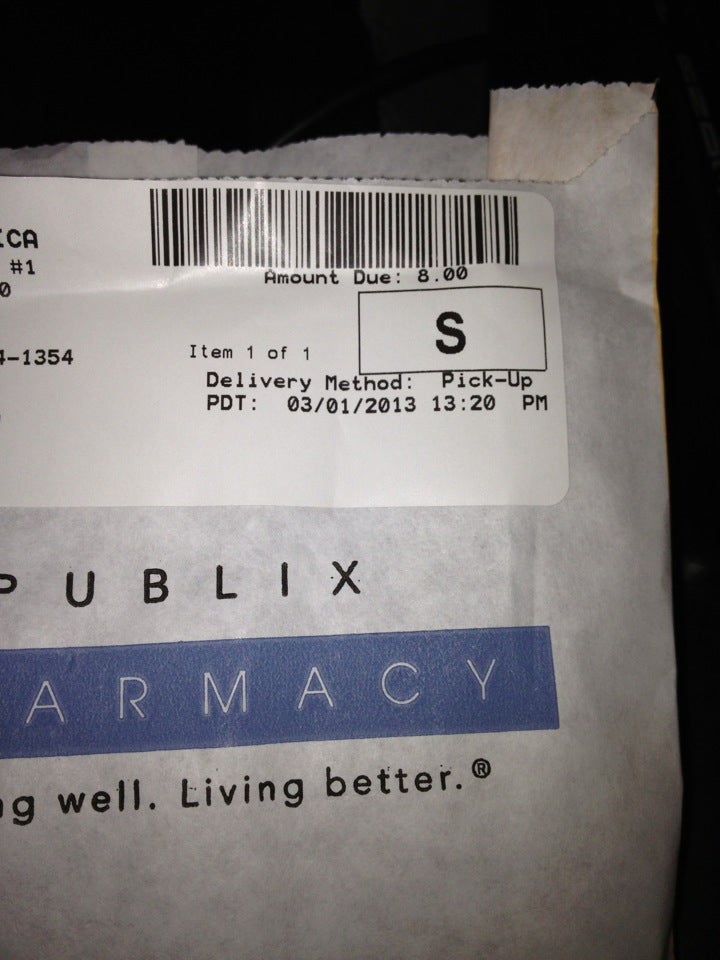 ICA
#1
0
Amount Due: 8.00
S
4-1354
Item 1 of 1
Delivery Method: Pick-Up
PDT: 03/01/2013 13:20 PM
PUBLIX
ARMACY
g well. Living better.®